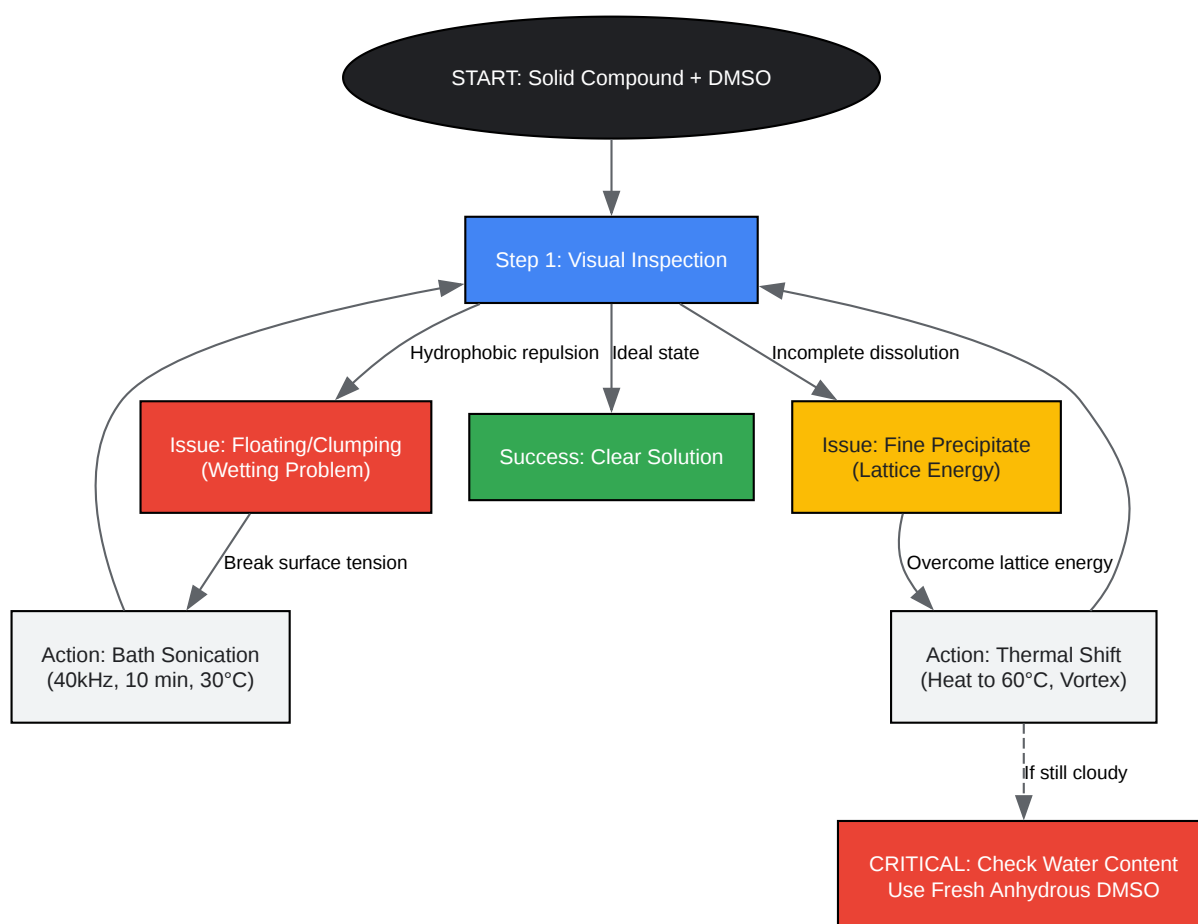 START: Solid Compound + DMSO
Step 1: Visual Inspection
Hydrophobic repulsion
Ideal state
Incomplete dissolution
Issue: Floating/Clumping
(Wetting Problem)
Success: Clear Solution
Issue: Fine Precipitate
(Lattice Energy)
Break surface tension
Overcome lattice energy
Action: Bath Sonication
(40kHz, 10 min, 30°C)
Action: Thermal Shift
(Heat to 60°C, Vortex)
If still cloudy
CRITICAL: Check Water Content
Use Fresh Anhydrous DMSO